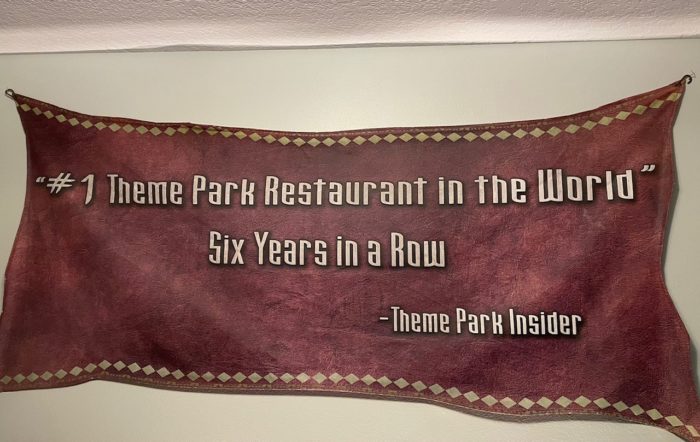 “#1 Theme Park Restaurant in the World”
Six Years in a Row
-Theme Park Insider